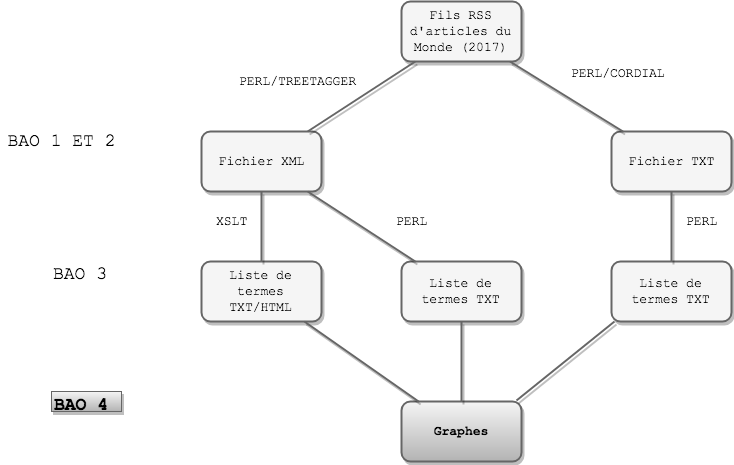 Fils RSS
d'articles du
Monde (2017)
PERL/TREETAGGER
PERL/CORDIAL
BAO 1 ET 2
Fichier XML
Fichier TXT
XSLT
PERL
PERL
BAO 3
Liste de
termes
TXT/HTML
Liste de
termes TXT
Liste de
termes TXT
BAO 4
Graphes